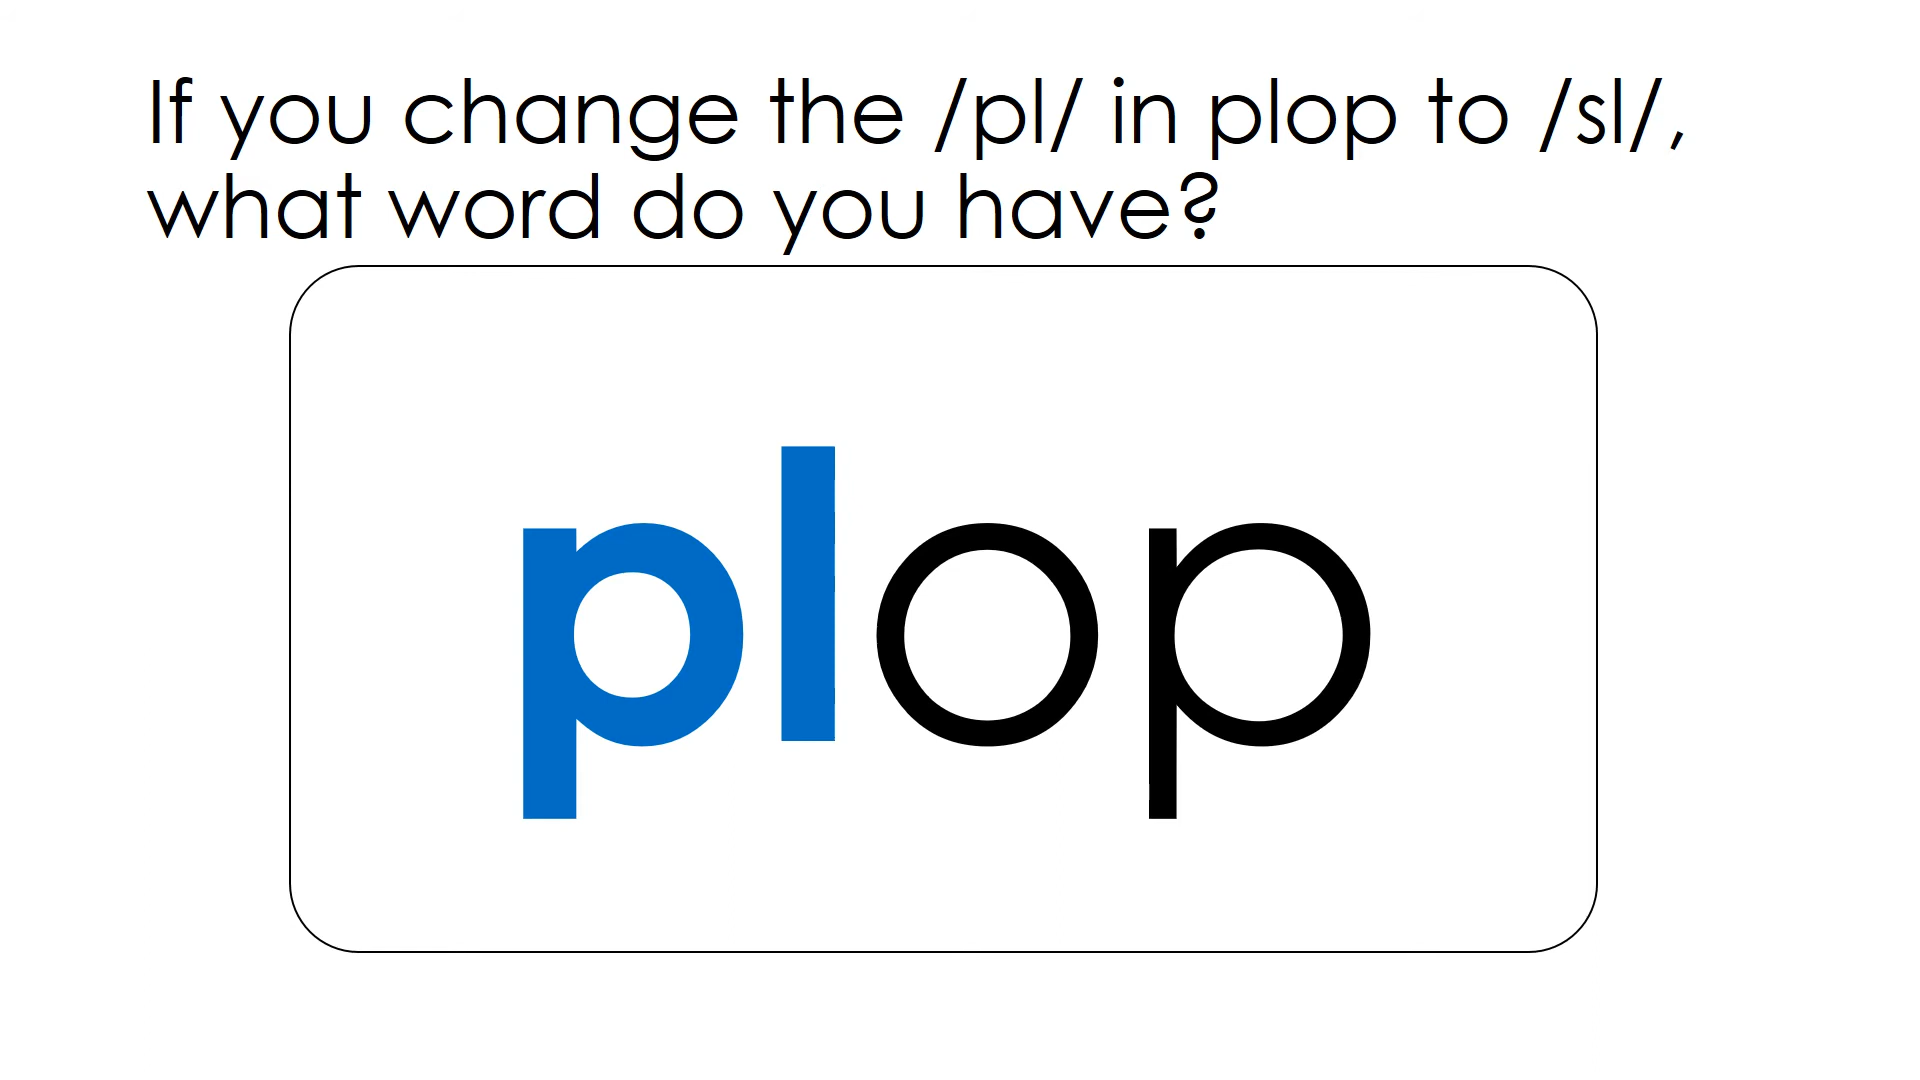 If you change the /pl/ in plop to /sl/,
what word do you have?
plop